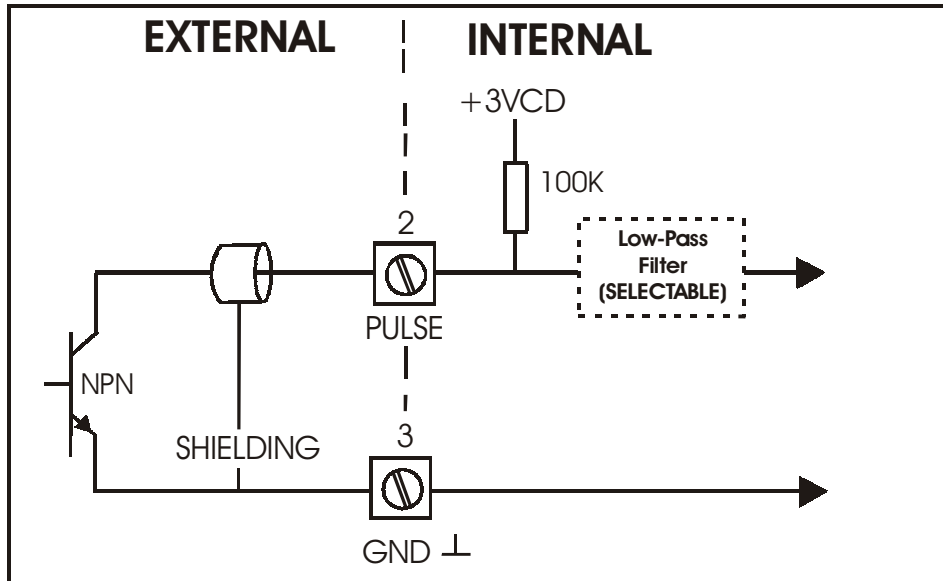 EXTERNAL
INTERNAL
+3VCD
100K
2
Low-Pass
Filter
(SELECTABLE)
PULSE
NPN
3
SHIELDING
GND